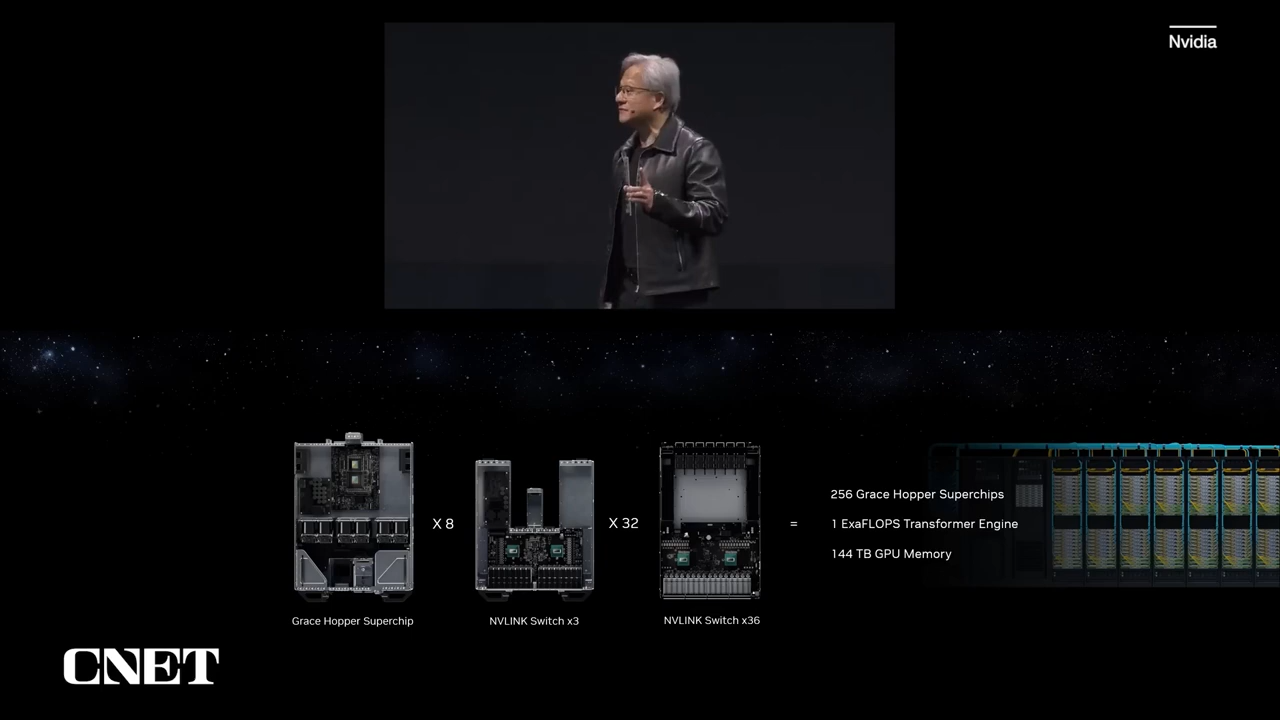 Nvidia
X 8
X 32
=
256 Grace Hopper Superchips
1 ExaFLOPS Transformer Engine
144 TB GPU Memory
Grace Hopper Superchip
NVLINK Switch x3
NVLINK Switch x36
CNET